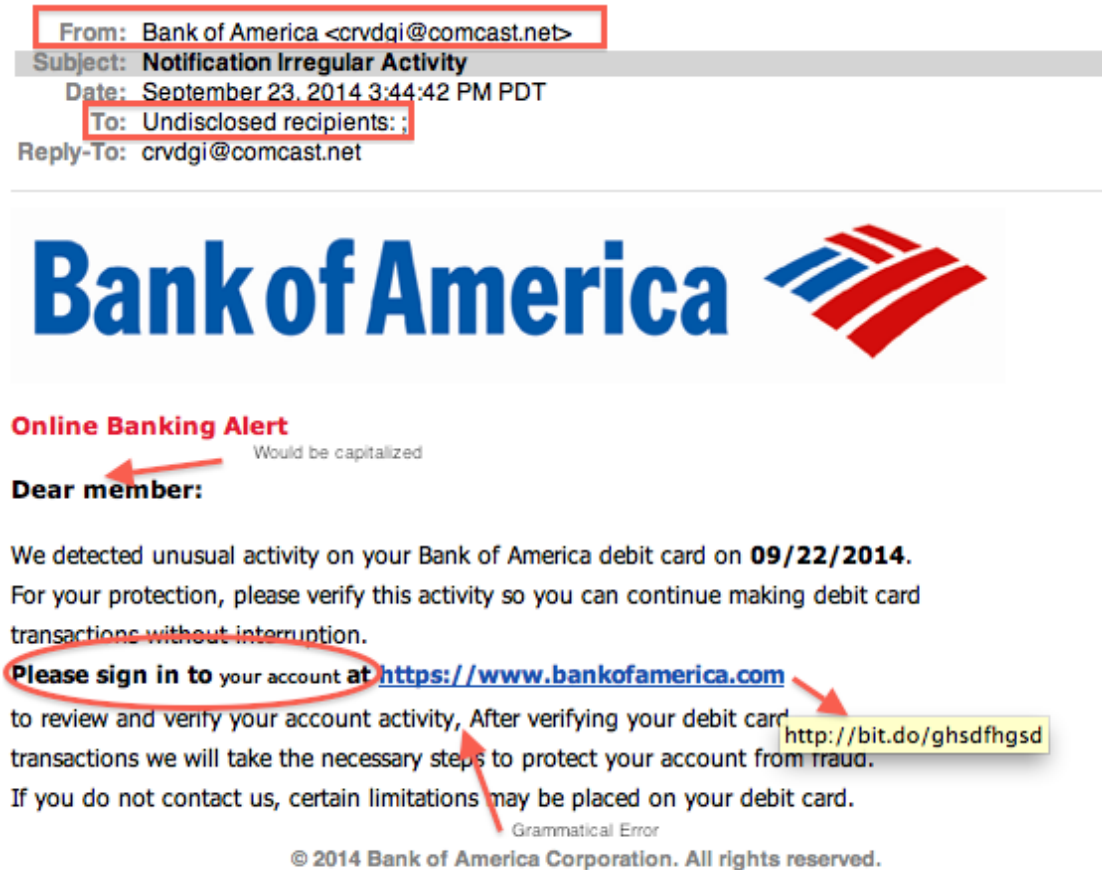 From: Bank of America <crvdgi@comcast.net>
Subject: Notification Irregular Activity
Date: September 23, 2014 3:44:42 PM PDT
To: Undisclosed recipients: ;
Reply-To: crvdgi@comcast.net
Bank of America
Online Banking Alert
Would be capitalized
Dear member:
We detected unusual activity on your Bank of America debit card on 09/22/2014.
For your protection, please verify this activity so you can continue making debit card
transactions without interruption.
Please sign in to your account at https://www.bankofamerica.com
to review and verify your account activity, After verifying your debit card
http://bit.do/ghsdfhgsd
transactions we will take the necessary steps to protect your account from fraud.
If you do not contact us, certain limitations may be placed on your debit card.
Grammatical Error
© 2014 Bank of America Corporation. All rights reserved.